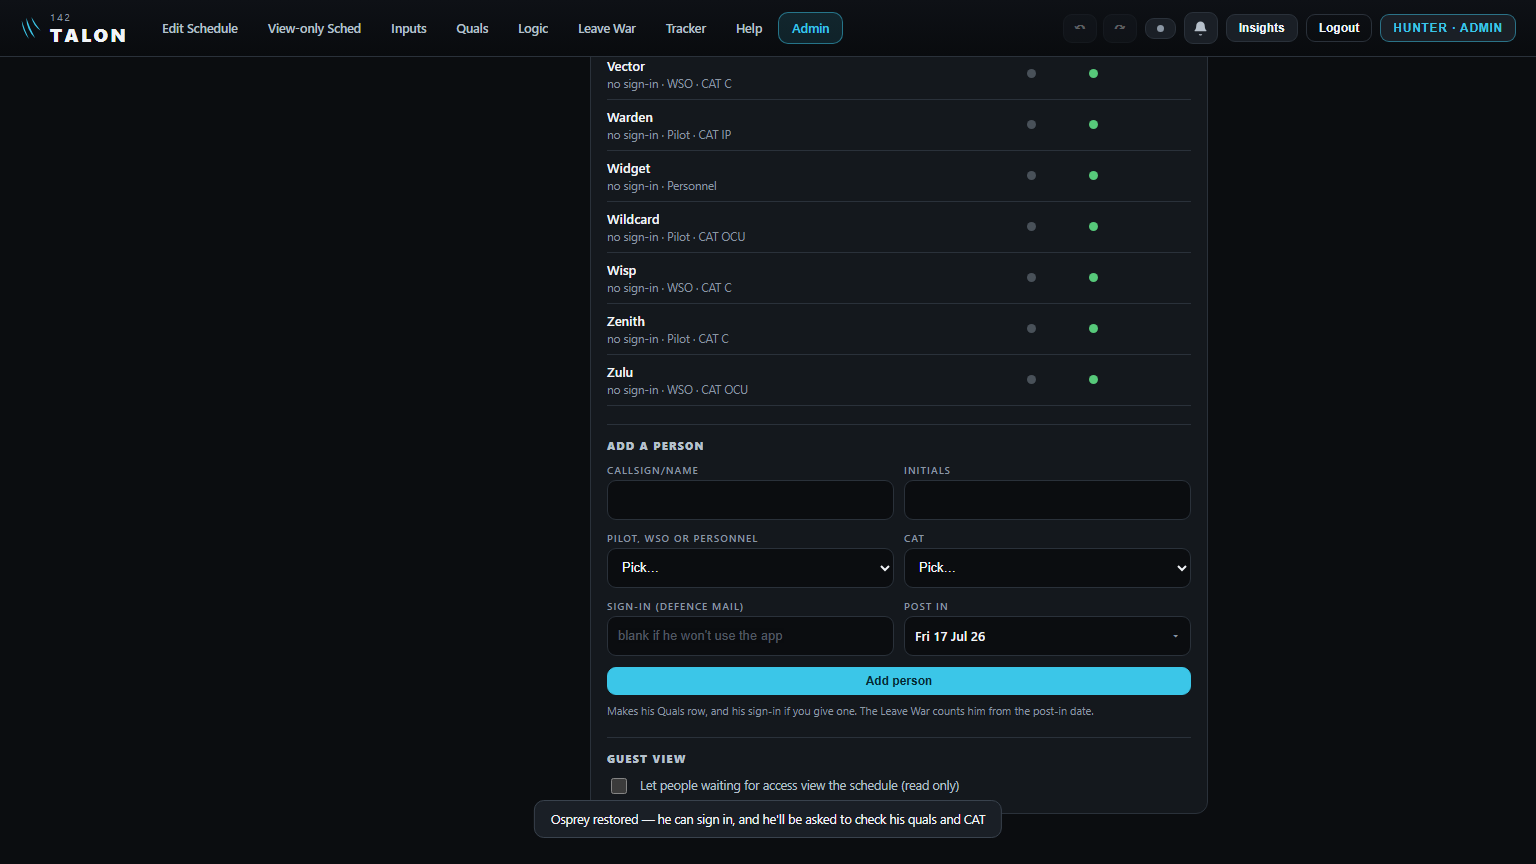 142
TALON
Edit Schedule
View-only Sched
Inputs
Quals
Logic
Leave War
Tracker
Help
Admin
Insights
Logout
HUNTER · ADMIN
Vector
no sign-in · WSO · CAT C
Warden
no sign-in · Pilot · CAT IP
Widget
no sign-in · Personnel
Wildcard
no sign-in · Pilot · CAT OCU
Wisp
no sign-in · WSO · CAT C
Zenith
no sign-in · Pilot · CAT C
Zulu
no sign-in · WSO · CAT OCU
ADD A PERSON
CALLSIGN/NAME
INITIALS
PILOT, WSO OR PERSONNEL
CAT
Pick...
Pick...
SIGN-IN (DEFENCE MAIL)
POST IN
blank if he won't use the app
Fri 17 Jul 26
Add person
Makes his Quals row, and his sign-in if you give one. The Leave War counts him from the post-in date.
GUEST VIEW
Let people waiting for access view the schedule (read only)
Osprey restored — he can sign in, and he'll be asked to check his quals and CAT